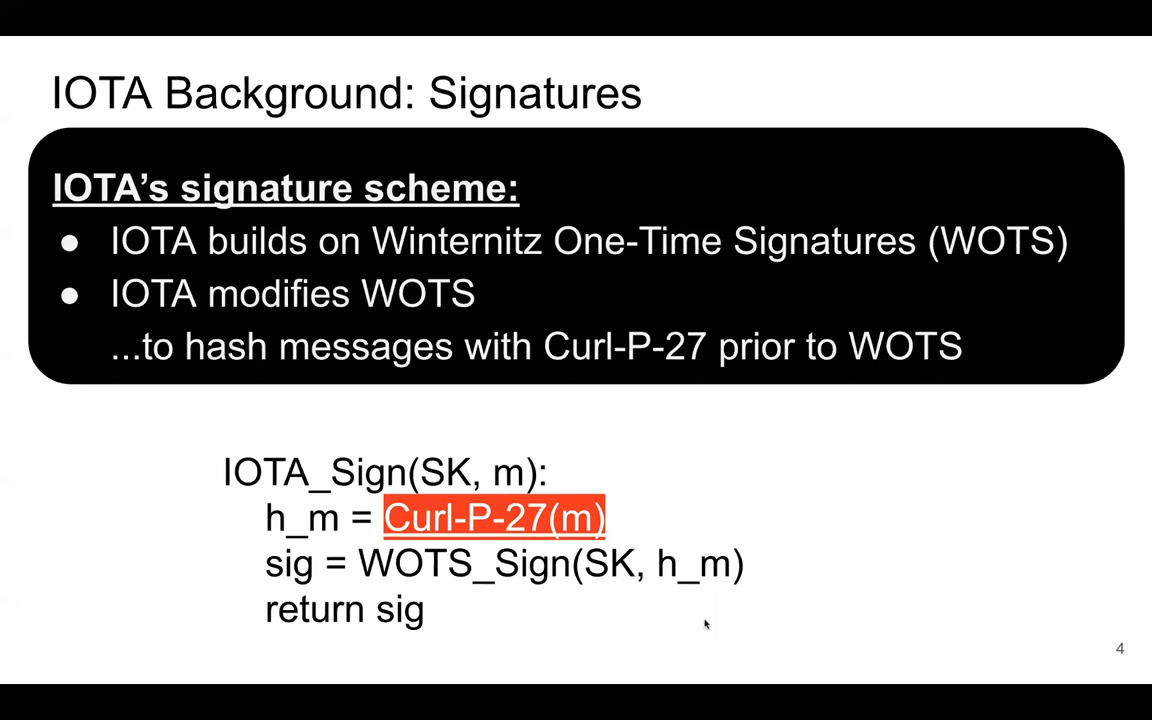 IOTA Background: Signatures
IOTA’s signature scheme:
● IOTA builds on Winternitz One-Time Signatures (WOTS)
● IOTA modifies WOTS
...to hash messages with Curl-P-27 prior to WOTS
IOTA_Sign(SK, m):
h_m = Curl-P-27(m)
sig = WOTS_Sign(SK, h_m)
return sig
4